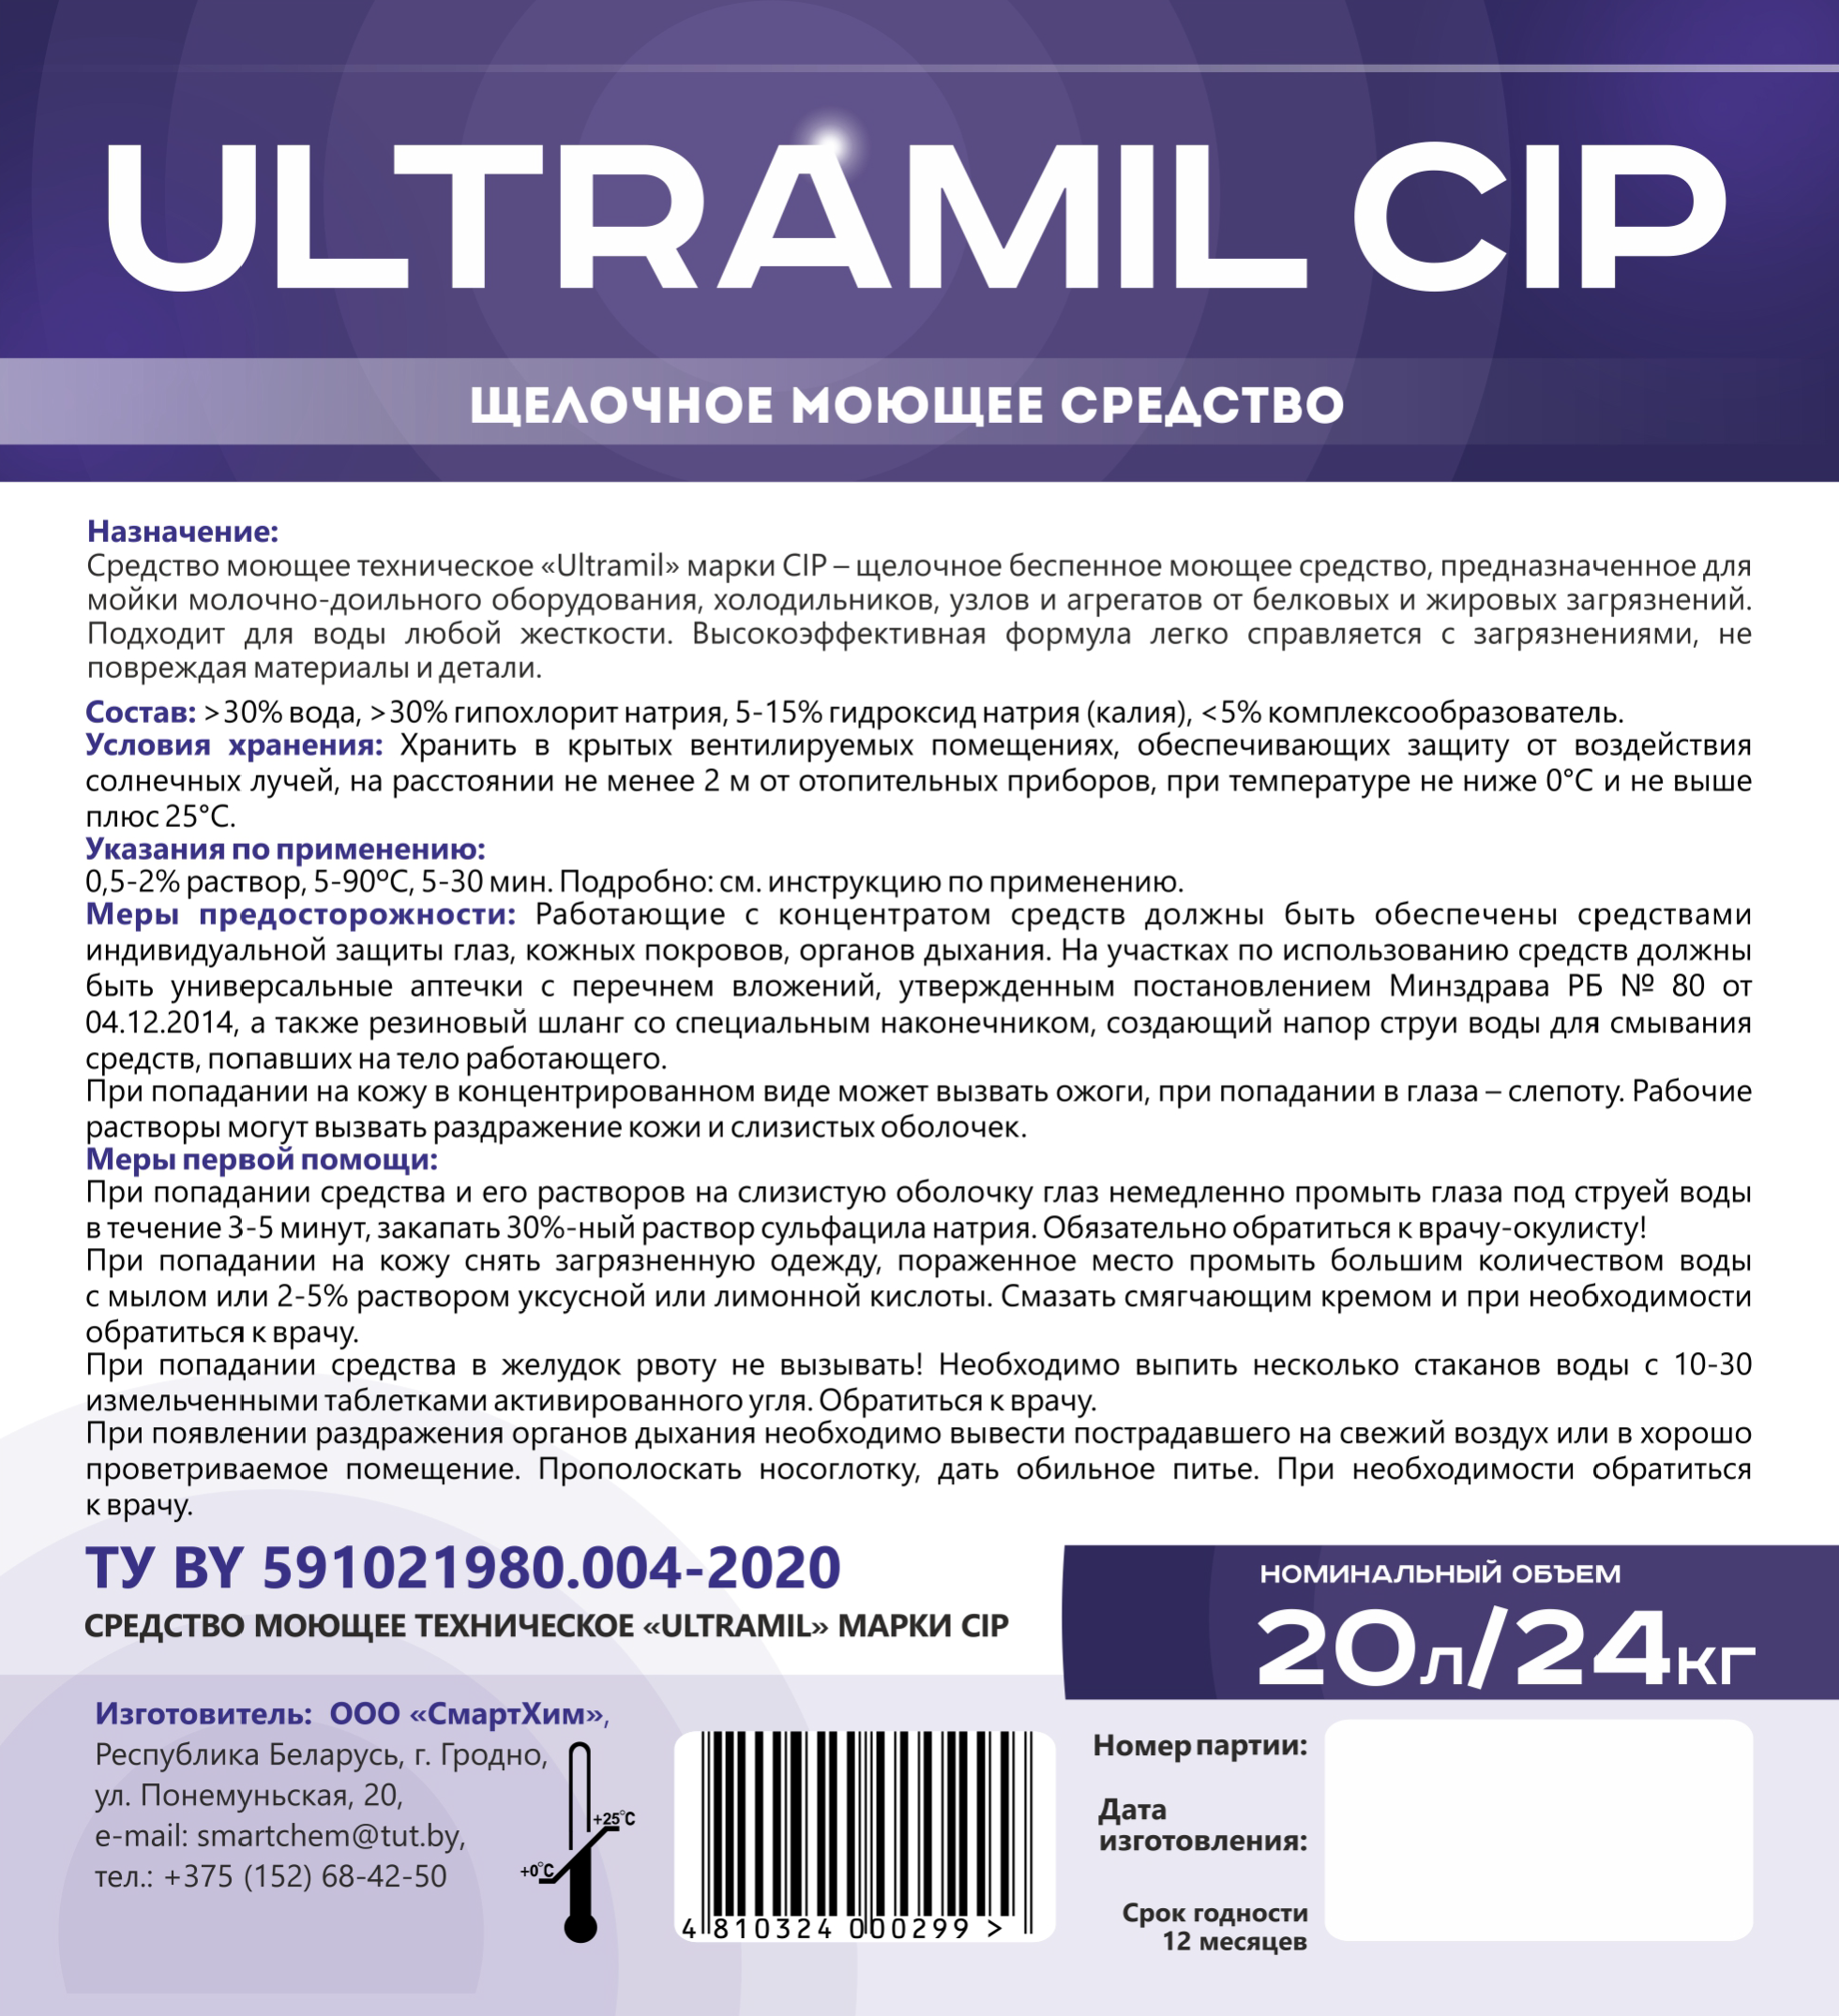 ULTRAMIL CIP
ЩЕЛОЧНОЕ МОЮЩЕЕ СРЕДСТВО
Назначение:
Средство моющее техническое «Ultramil» марки CIP – щелочное беспенное моющее средство, предназначенное для
мойки молочно-доильного оборудования, холодильников, узлов и агрегатов от белковых и жировых загрязнений.
Подходит для воды любой жесткости. Высокоэффективная формула легко справляется с загрязнениями, не
повреждая материалы и детали.
Состав: >30% вода, >30% гипохлорит натрия, 5-15% гидроксид натрия (калия), <5% комплексообразователь.
Условия хранения: Хранить в крытых вентилируемых помещениях, обеспечивающих защиту от воздействия
солнечных лучей, на расстоянии не менее 2 м от отопительных приборов, при температуре не ниже 0°С и не выше
плюс 25°С.
Указания по применению:
0,5-2% раствор, 5-90ºС, 5-30 мин. Подробно: см. инструкцию по применению.
Меры предосторожности: Работающие с концентратом средств должны быть обеспечены средствами
индивидуальной защиты глаз, кожных покровов, органов дыхания. На участках по использованию средств должны
быть универсальные аптечки с перечнем вложений, утвержденным постановлением Минздрава РБ № 80 от
04.12.2014, а также резиновый шланг со специальным наконечником, создающий напор струи воды для смывания
средств, попавших на тело работающего.
При попадании на кожу в концентрированном виде может вызвать ожоги, при попадании в глаза – слепоту. Рабочие
растворы могут вызвать раздражение кожи и слизистых оболочек.
Меры первой помощи:
При попадании средства и его растворов на слизистую оболочку глаз немедленно промыть глаза под струей воды
в течение 3-5 минут, закапать 30%-ный раствор сульфацила натрия. Обязательно обратиться к врачу-окулисту!
При попадании на кожу снять загрязненную одежду, пораженное место промыть большим количеством воды
с мылом или 2-5% раствором уксусной или лимонной кислоты. Смазать смягчающим кремом и при необходимости
обратиться к врачу.
При попадании средства в желудок рвоту не вызывать! Необходимо выпить несколько стаканов воды с 10-30
измельченными таблетками активированного угля. Обратиться к врачу.
При появлении раздражения органов дыхания необходимо вывести пострадавшего на свежий воздух или в хорошо
проветриваемое помещение. Прополоскать носоглотку, дать обильное питье. При необходимости обратиться
к врачу.
ТУ BY 591021980.004-2020
СРЕДСТВО МОЮЩЕЕ ТЕХНИЧЕСКОЕ «ULTRAMIL» МАРКИ CIP
НОМИНАЛЬНЫЙ ОБЪЕМ
20л/24кг
Изготовитель: ООО «СмартХим»,
Республика Беларусь, г. Гродно,
ул. Понемуньская, 20,
e-mail: smartchem@tut.by,
тел.: +375 (152) 68-42-50
+25°C
+0°C
4 810324 000299 >
Номер партии:
Дата
изготовления:
Срок годности
12 месяцев